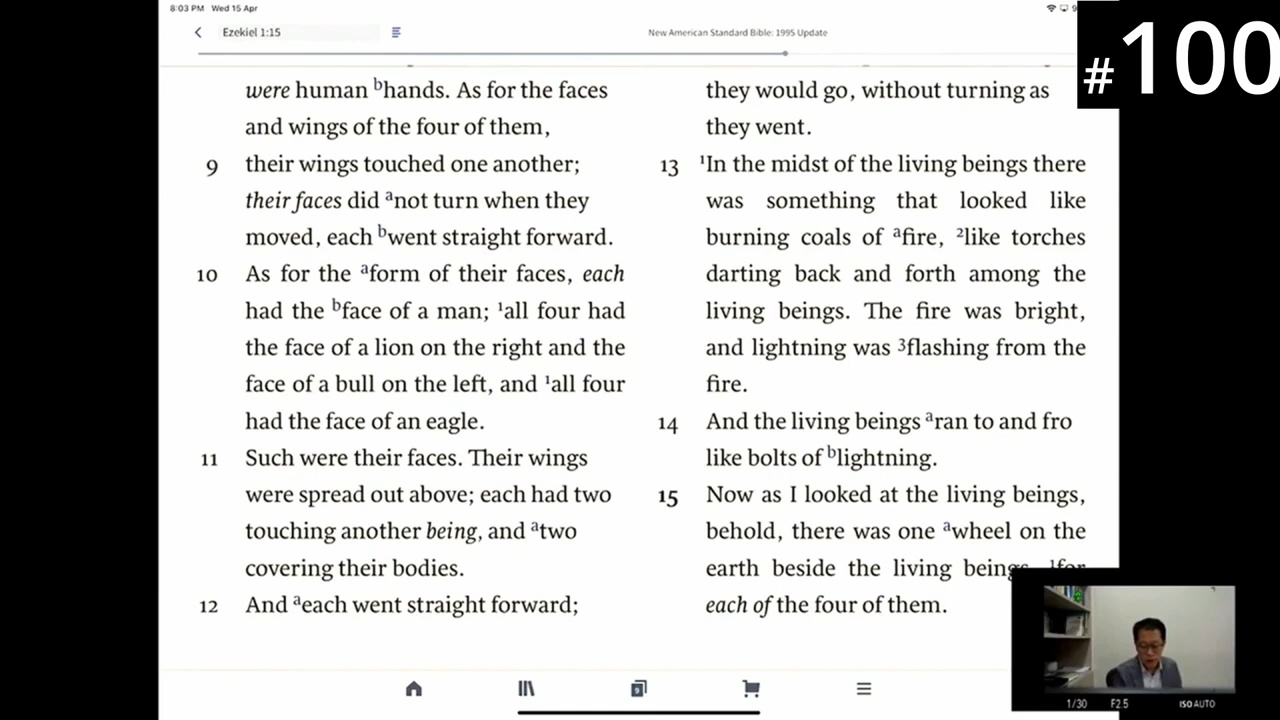 8:03 PM Wed 15 Apr
Ezekiel 1:15
New American Standard Bible: 1995 Update
#100
were human bhands. As for the faces
and wings of the four of them,
9 their wings touched one another;
their faces did anot turn when they
moved, each bwent straight forward.
10 As for the aform of their faces, each
had the bface of a man; 1all four had
the face of a lion on the right and the
face of a bull on the left, and 1all four
had the face of an eagle.
11 Such were their faces. Their wings
were spread out above; each had two
touching another being, and atwo
covering their bodies.
12 And aeach went straight forward;
they would go, without turning as
they went.
13 1In the midst of the living beings there
was something that looked like
burning coals of afire, 2like torches
darting back and forth among the
living beings. The fire was bright,
and lightning was 3flashing from the
fire.
14 And the living beings aran to and fro
like bolts of blightning.
15 Now as I looked at the living beings,
behold, there was one awheel on the
earth beside the living beings, 1for
each of the four of them.
1/30 F2.5 ISO AUTO